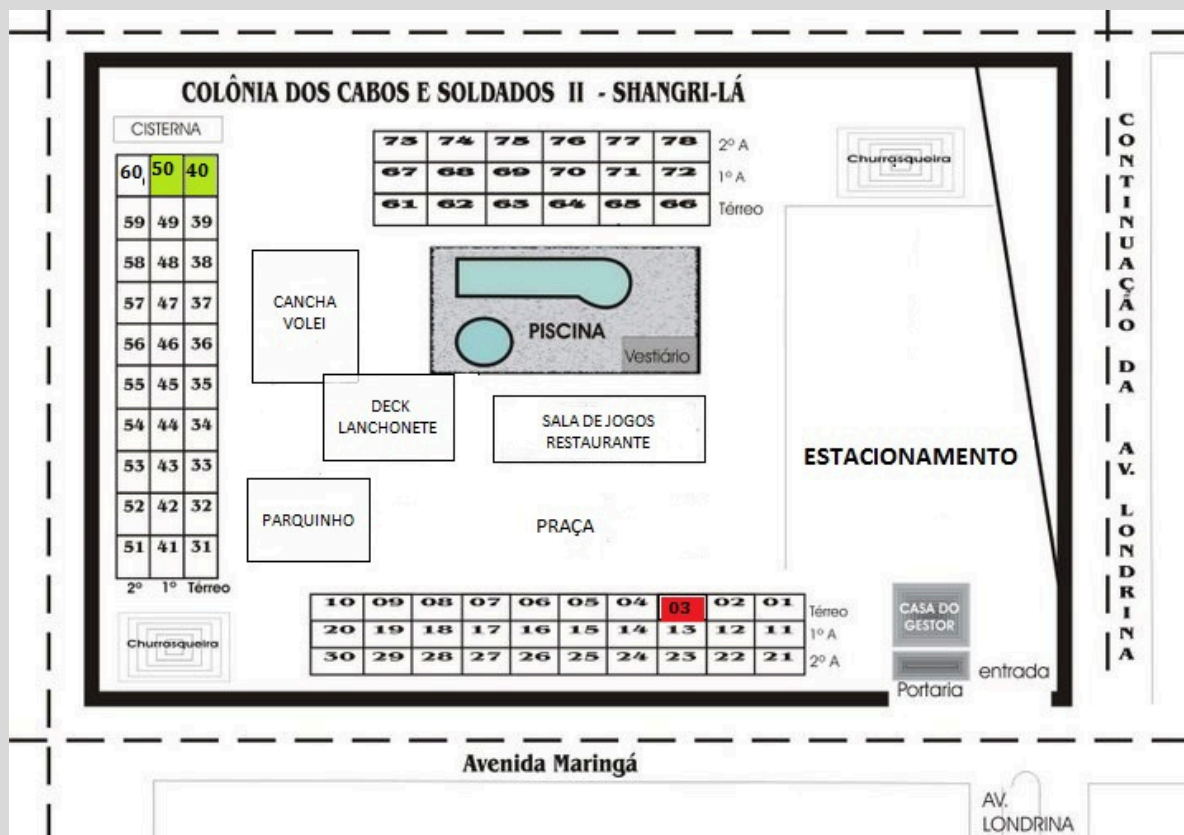 COLÔNIA DOS CABOS E SOLDADOS II - SHANGRI-LÁ
CISTERNA
60, 50 40
59 49 39
58 48 38
57 47 37
56 46 36
55 45 35
54 44 34
53 43 33
52 42 32
51 41 31
2º 1º Térreo
73 74 75 76 77 78 2º A
67 68 69 70 71 72 1º A
61 62 63 64 65 66 Térreo
Churrasqueira
CANCHA
VOLEI
PISCINA
Vestiário
DECK
LANCHONETE
SALA DE JOGOS
RESTAURANTE
ESTACIONAMENTO
PARQUINHO
PRAÇA
10 09 08 07 06 05 04 03 02 01 Térreo
20 19 18 17 16 15 14 13 12 11 1º A
30 29 28 27 26 25 24 23 22 21 2º A
Churrasqueira
CASA DO
GESTOR
Portaria
entrada
CONTINUAÇÃO DA AV. LONDRINA
Avenida Maringá
AV.
LONDRINA